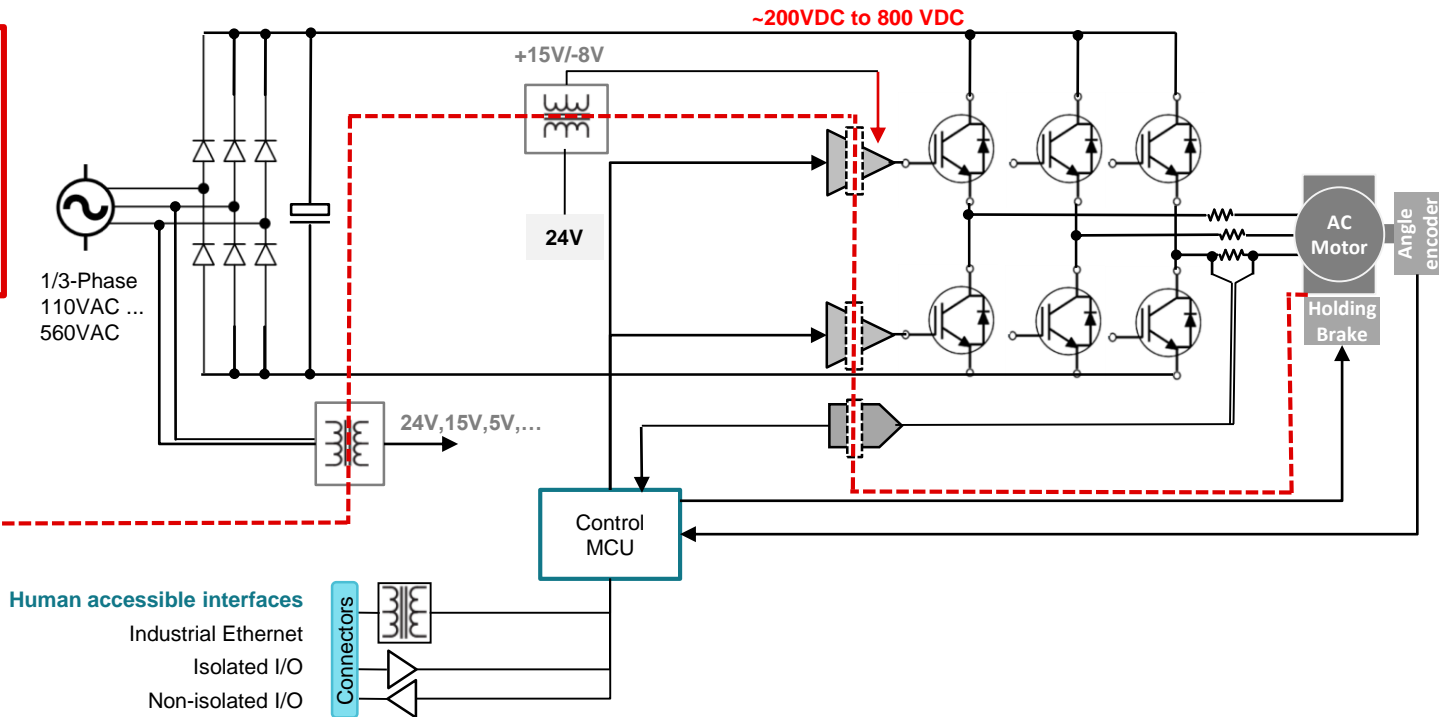 ~200VDC to 800 VDC
+15V/-8V
24V
1/3-Phase
110VAC ...
560VAC
AC
Motor
Angle
encoder
Holding
Brake
24V,15V,5V,...
Control
MCU
Human accessible interfaces
Industrial Ethernet
Isolated I/O
Non-isolated I/O
Connectors